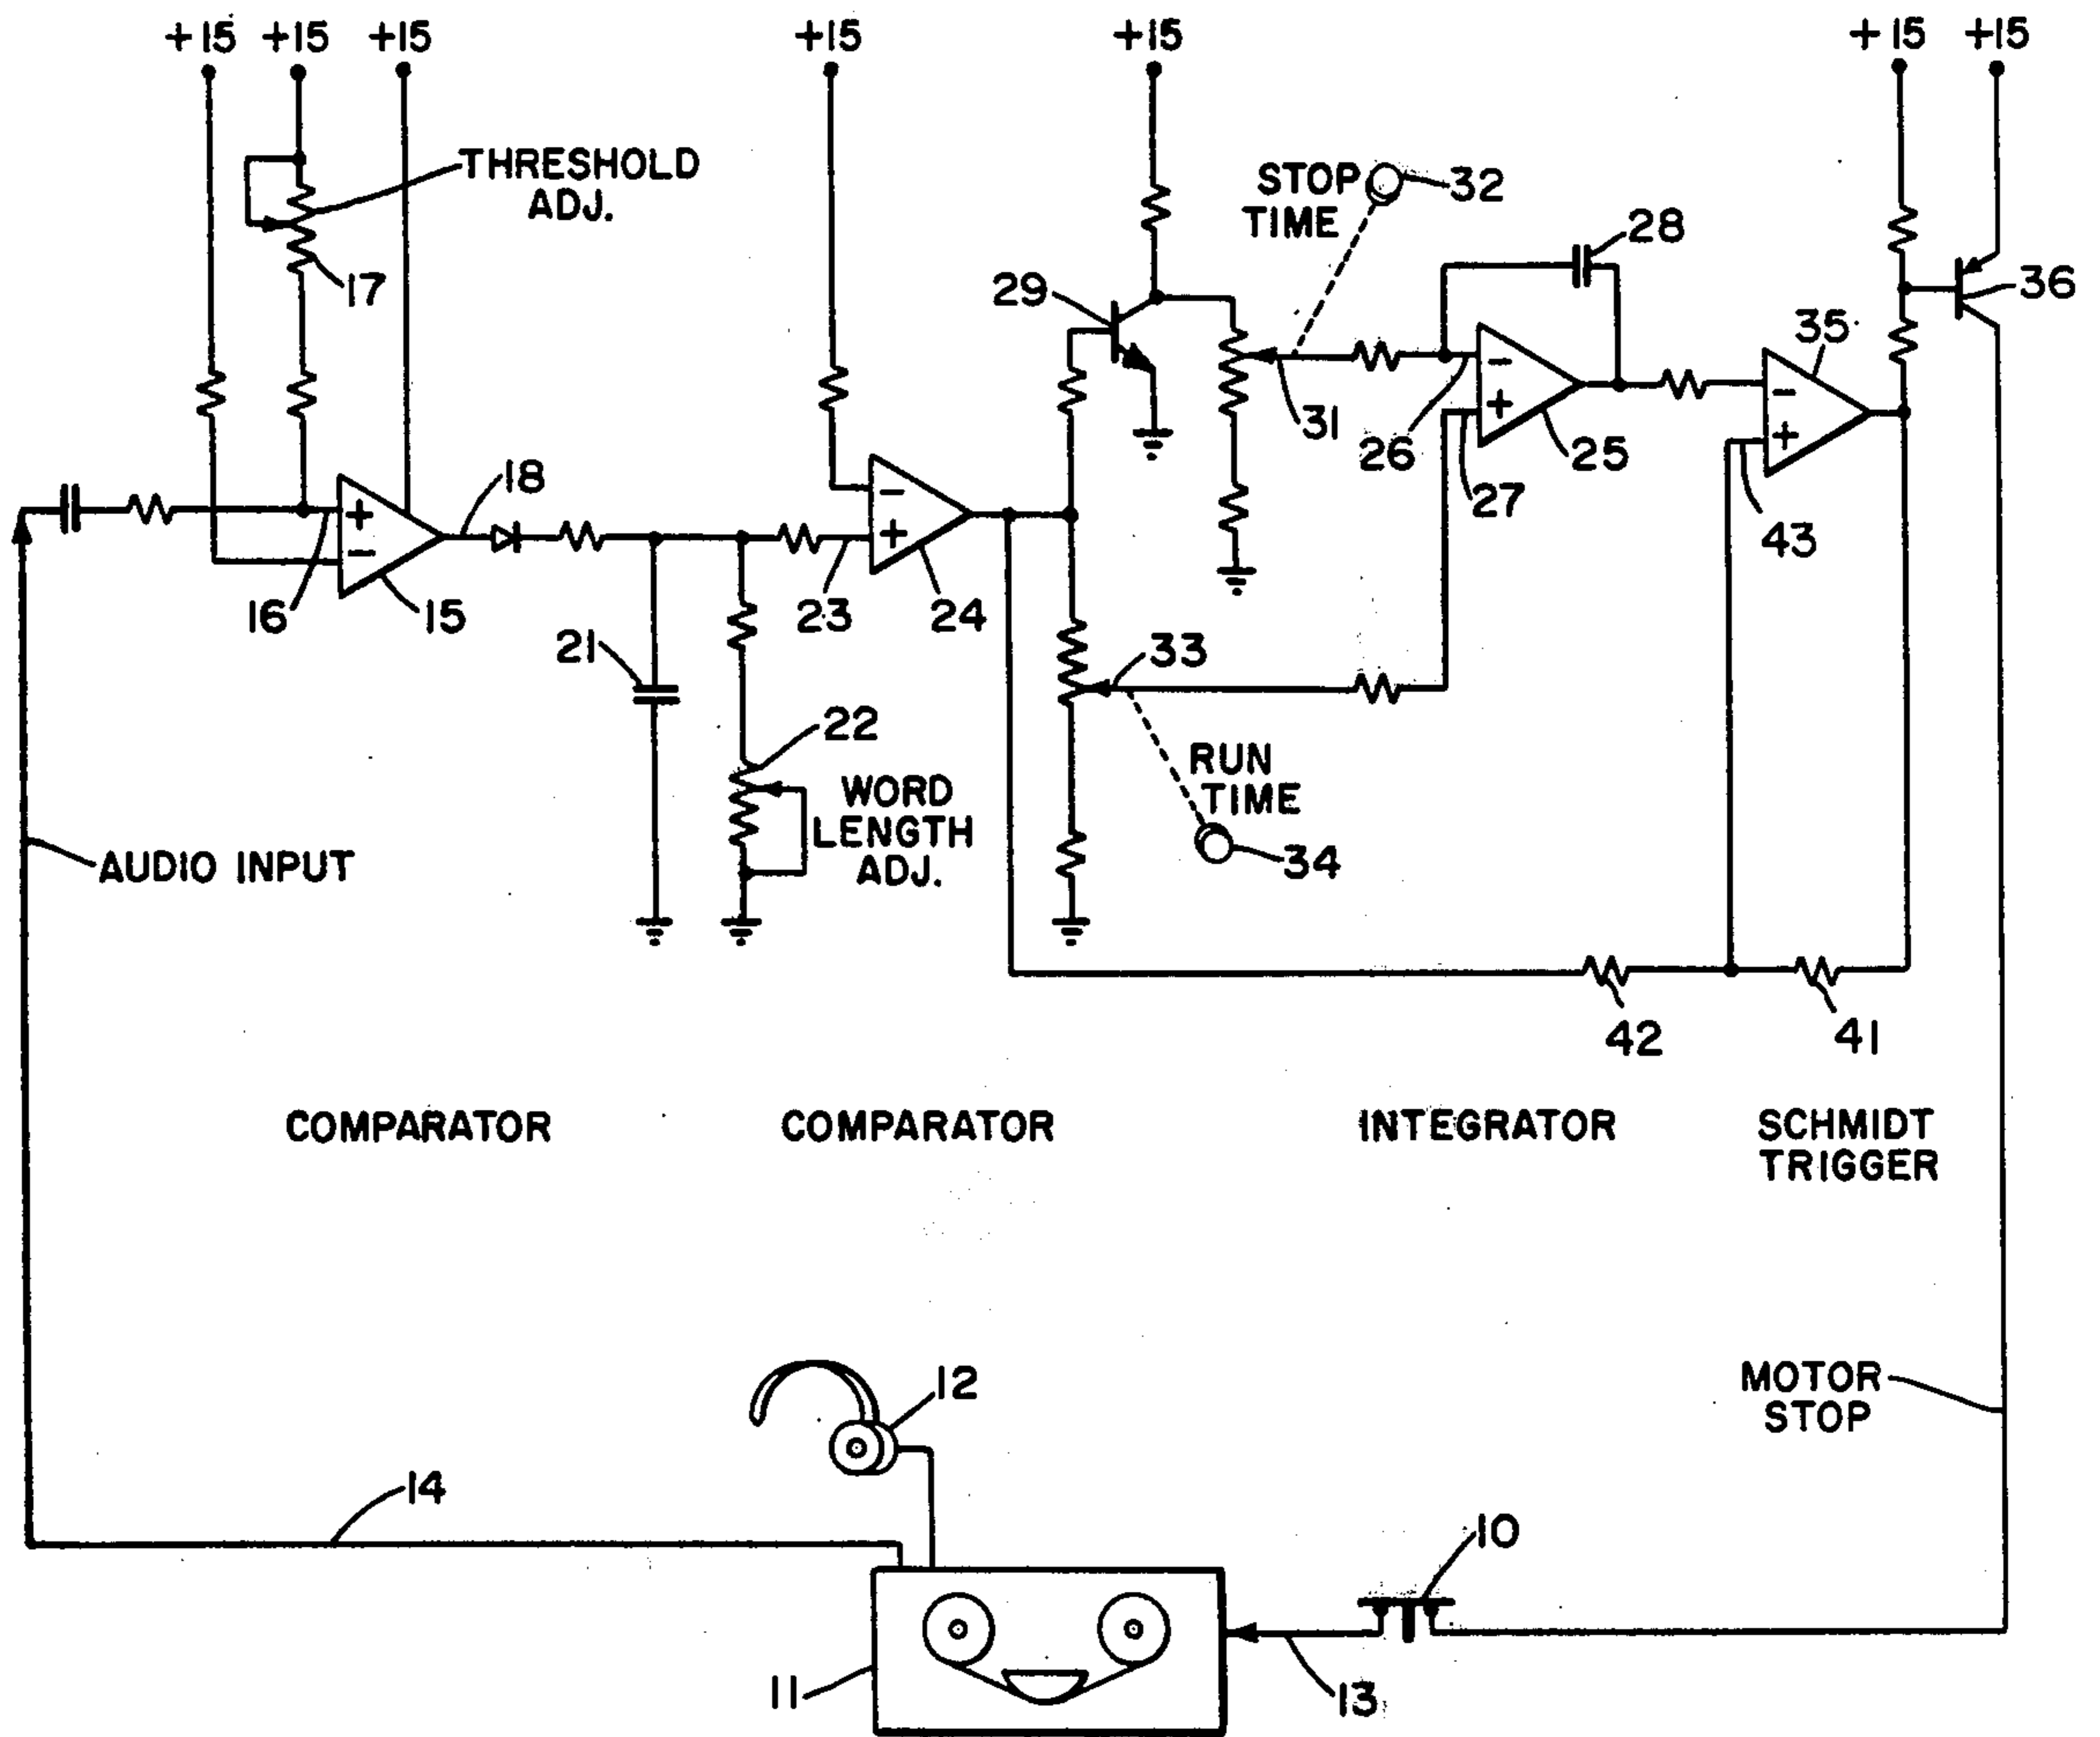 +15 +15 +15 +15 +15 +15 +15
THRESHOLD
ADJ.
17
STOP
TIME
32
28
29
36
35
31
26
25
27
18
43
16
15
23
24
21
33
22
WORD
LENGTH
ADJ.
RUN
TIME
34
AUDIO INPUT
42
41
COMPARATOR
COMPARATOR
INTEGRATOR
SCHMIDT
TRIGGER
+
-
-
+
-
+
-
+
12
MOTOR
STOP
14
10
11
13